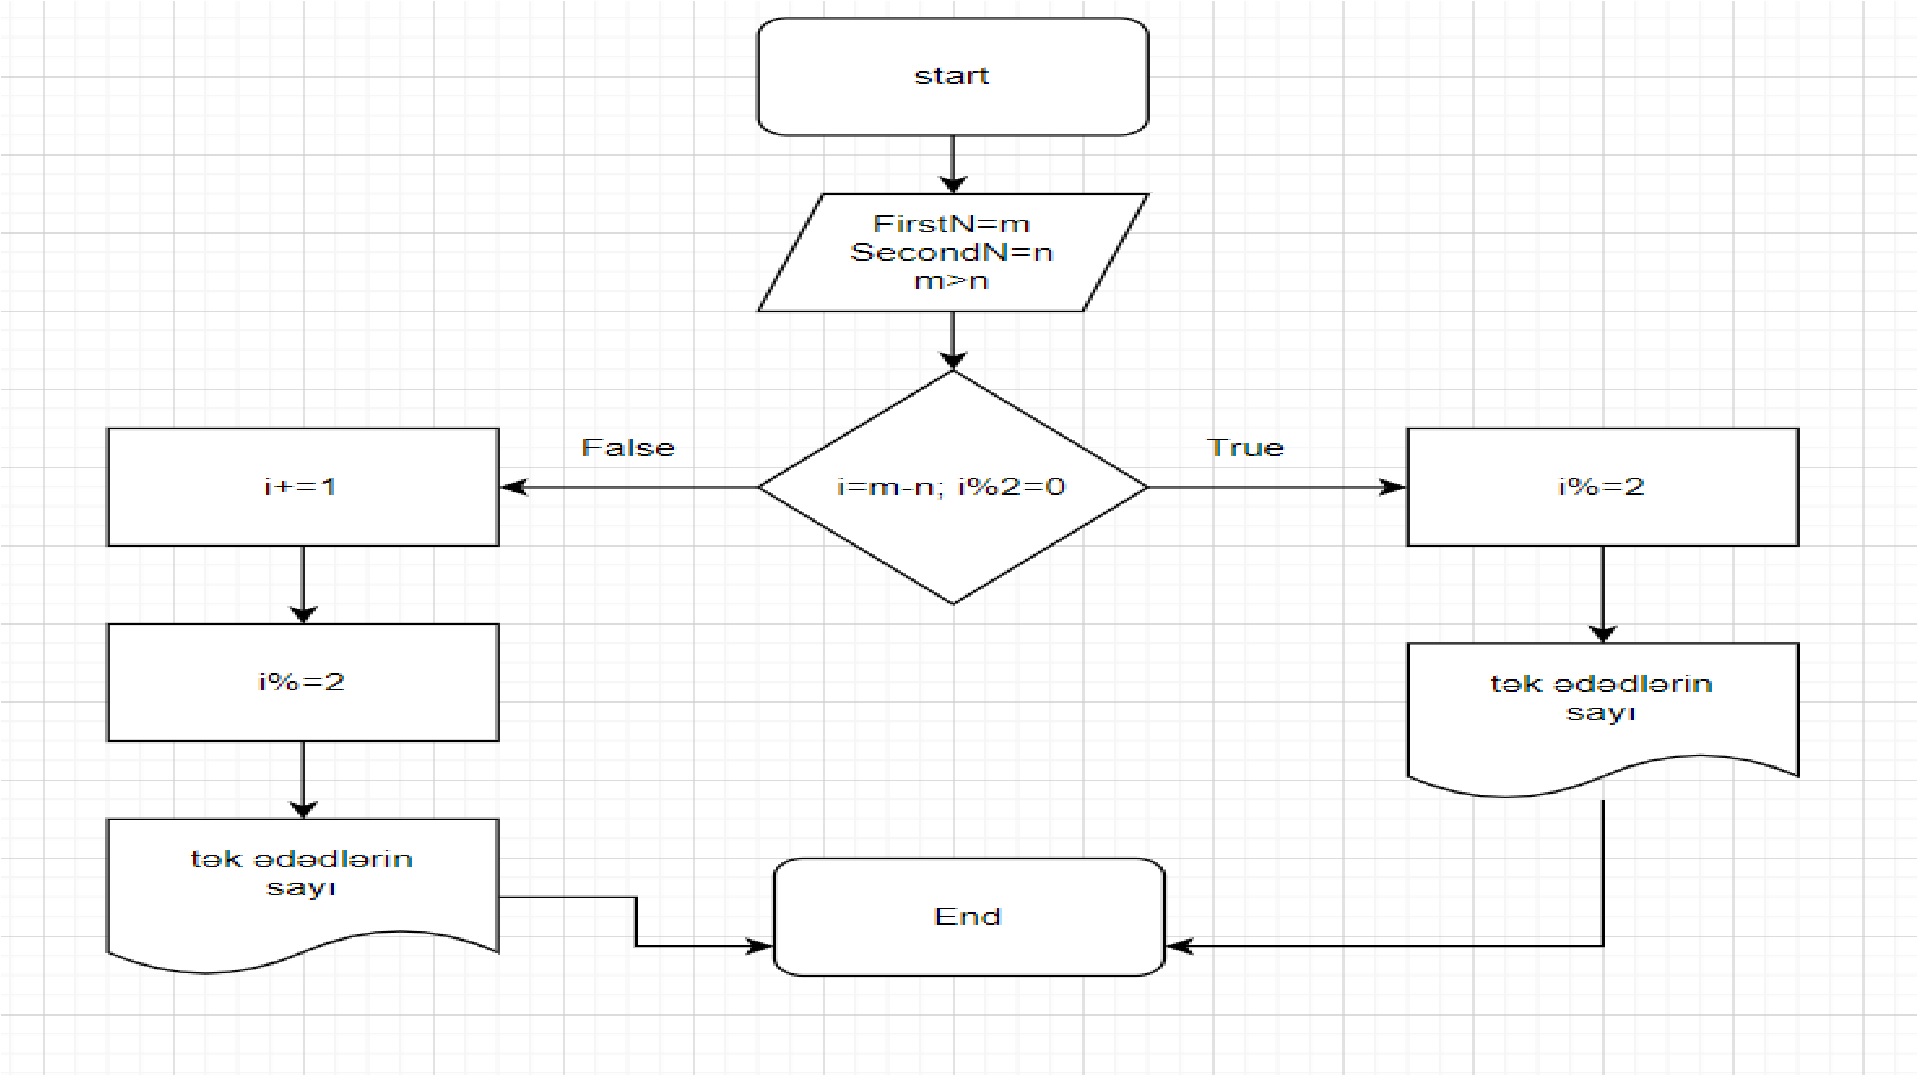 start
FirstN=m
SecondN=n
m>n
False
True
i+=1
i=m-n; i%2=0
i%=2
i%=2
tək ədədlərin
sayı
tək ədədlərin
sayı
End